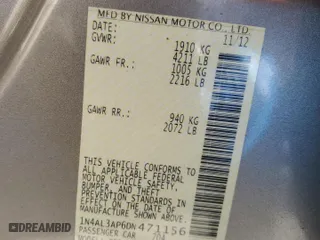 MFD BY NISSAN MOTOR CO., LTD.
DATE: 11/12
GVWR: 1910 KG
4211 LB
GAWR FR: 1005 KG
2216 LB
GAWR RR: 940 KG
2072 LB
THIS VEHICLE CONFORMS TO
ALL APPLICABLE FEDERAL
MOTOR VEHICLE SAFETY,
BUMPER, AND THEFT
PREVENTION STANDARDS IN
EFFECT ON THE DATE OF
MANUFACTURE SHOWN ABOVE.
1N4AL3AP6DN471156
PASSENGER CAR
DREAMBID